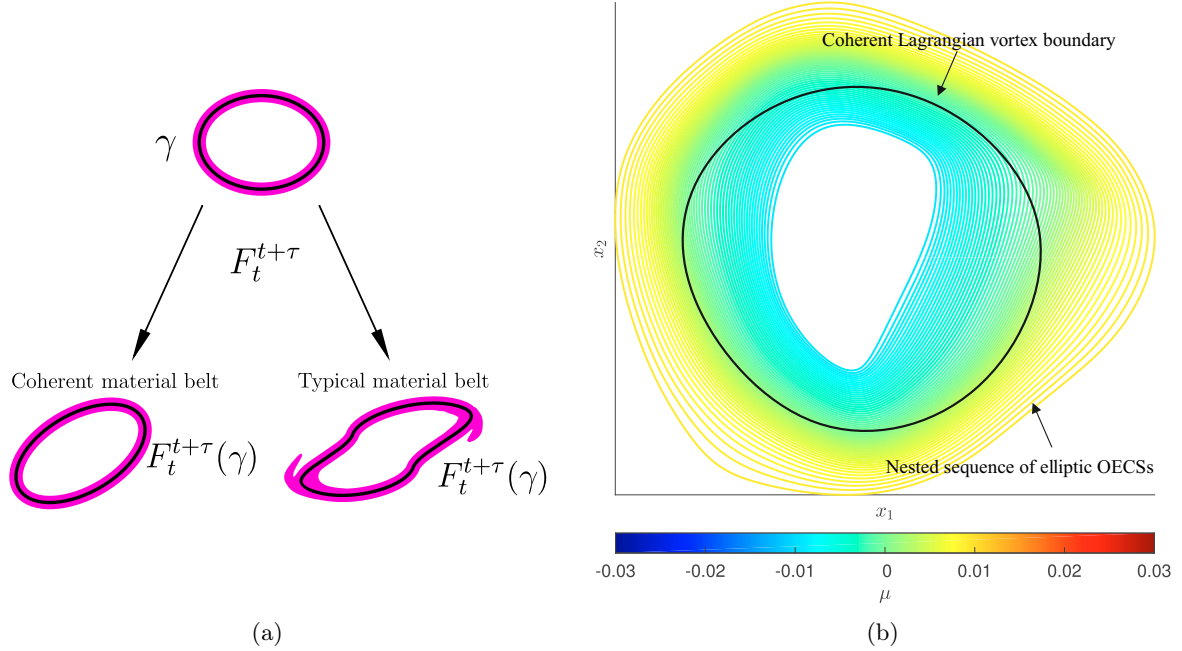 γ
F_t^{t+τ}
Coherent material belt
Typical material belt
F_t^{t+τ}(γ)
F_t^{t+τ}(γ)
(a)
Coherent Lagrangian vortex boundary
x_2
Nested sequence of elliptic OECSs
x_1
-0.03 -0.02 -0.01 0 0.01 0.02 0.03
μ
(b)